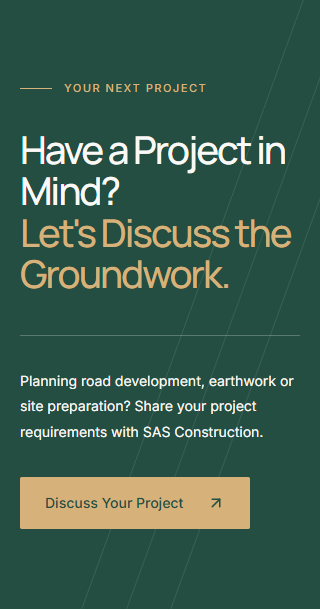 YOUR NEXT PROJECT
Have a Project in
Mind?
Let's Discuss the
Groundwork.
Planning road development, earthwork or
site preparation? Share your project
requirements with SAS Construction.
Discuss Your Project